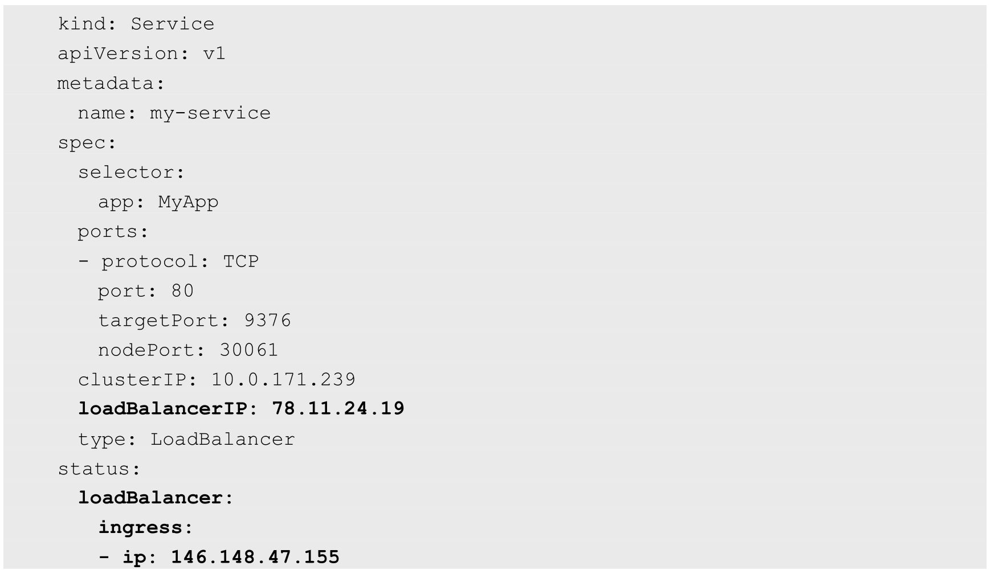 kind: Service
apiVersion: v1
metadata:
  name: my-service
spec:
  selector:
    app: MyApp
  ports:
  - protocol: TCP
    port: 80
    targetPort: 9376
    nodePort: 30061
  clusterIP: 10.0.171.239
  loadBalancerIP: 78.11.24.19
  type: LoadBalancer
status:
  loadBalancer:
    ingress:
    - ip: 146.148.47.155